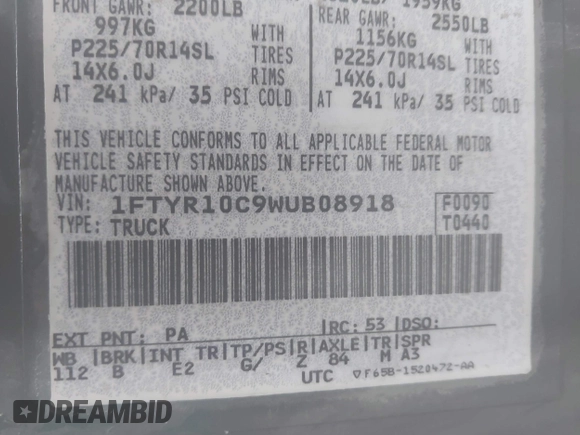 FRONT GAWR: 2200LB
997KG WITH
P225/70R14SL TIRES
14X6.0J RIMS
AT 241 kPa/ 35 PSI COLD
1959KG
REAR GAWR: 2550LB
1156KG WITH
P225/70R14SL TIRES
14X6.0J RIMS
AT 241 kPa/ 35 PSI COLD
THIS VEHICLE CONFORMS TO ALL APPLICABLE FEDERAL MOTOR
VEHICLE SAFETY STANDARDS IN EFFECT ON THE DATE OF
MANUFACTURE SHOWN ABOVE.
VIN: 1FTYR10C9WUB08918 F0090
TYPE: TRUCK T0440
EXT PNT: PA RC: 53 DSO:
WB BRK INT TR TP/PS R AXLE TR SPR
112 B E2 G/ Z 84 M A3
UTC F65B-1520472-AA
DREAMBID